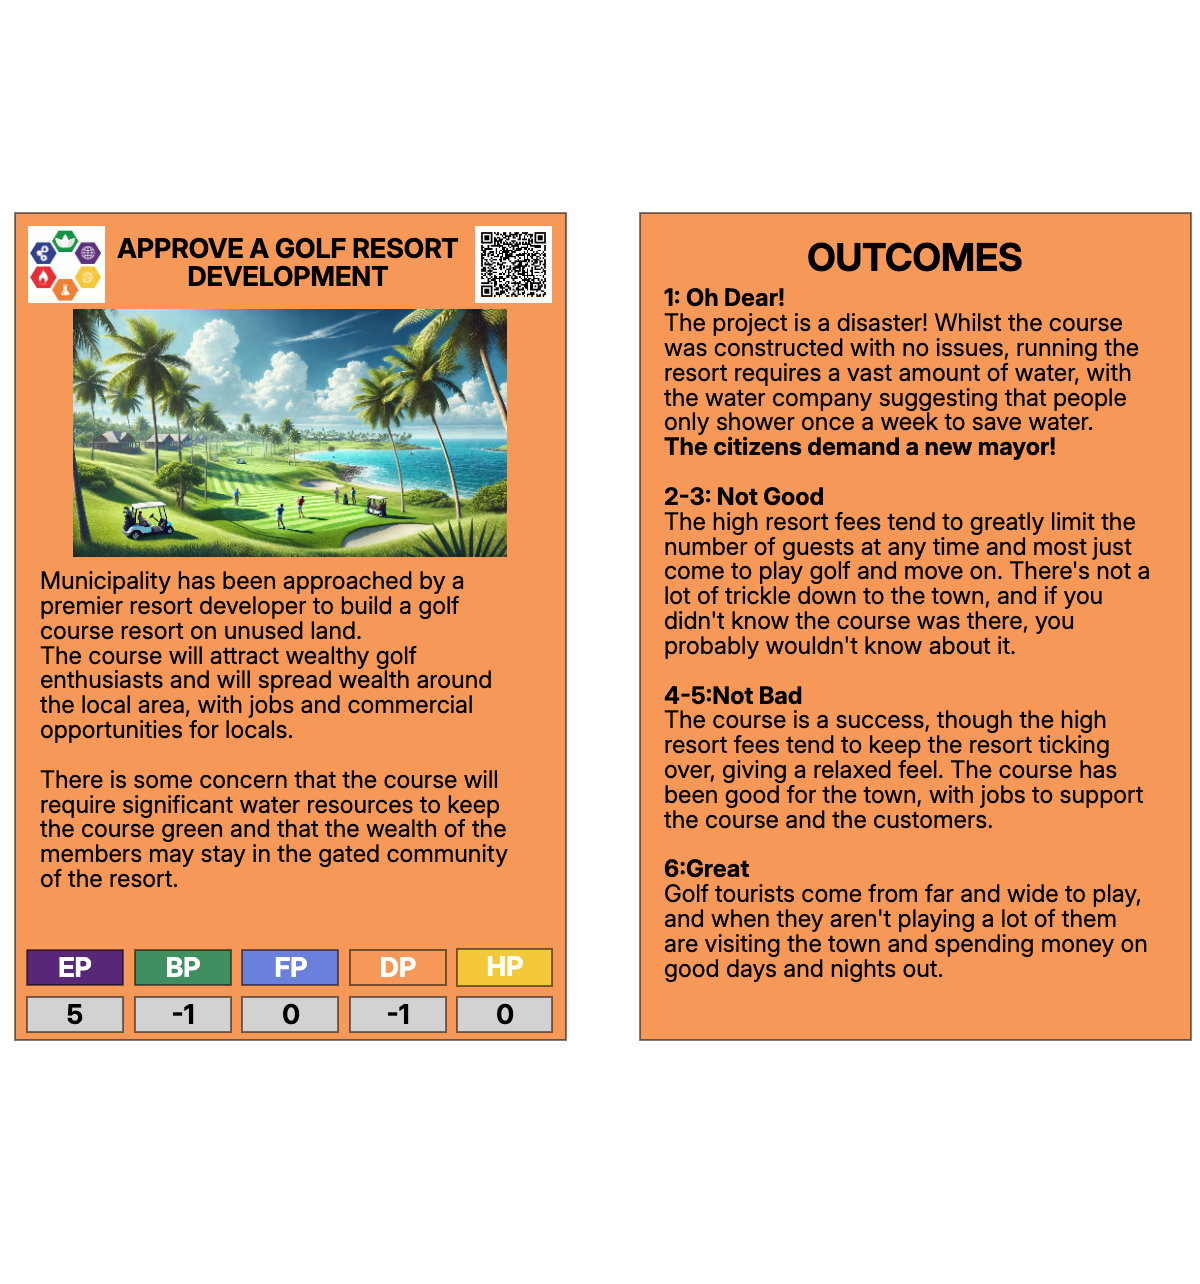 APPROVE A GOLF RESORT
DEVELOPMENT
Municipality has been approached by a
premier resort developer to build a golf
course resort on unused land.
The course will attract wealthy golf
enthusiasts and will spread wealth around
the local area, with jobs and commercial
opportunities for locals.
There is some concern that the course will
require significant water resources to keep
the course green and that the wealth of the
members may stay in the gated community
of the resort.
EP BP FP DP HP
5 -1 0 -1 0
OUTCOMES
1: Oh Dear!
The project is a disaster! Whilst the course
was constructed with no issues, running the
resort requires a vast amount of water, with
the water company suggesting that people
only shower once a week to save water.
The citizens demand a new mayor!
2-3: Not Good
The high resort fees tend to greatly limit the
number of guests at any time and most just
come to play golf and move on. There's not a
lot of trickle down to the town, and if you
didn't know the course was there, you
probably wouldn't know about it.
4-5:Not Bad
The course is a success, though the high
resort fees tend to keep the resort ticking
over, giving a relaxed feel. The course has
been good for the town, with jobs to support
the course and the customers.
6:Great
Golf tourists come from far and wide to play,
and when they aren't playing a lot of them
are visiting the town and spending money on
good days and nights out.